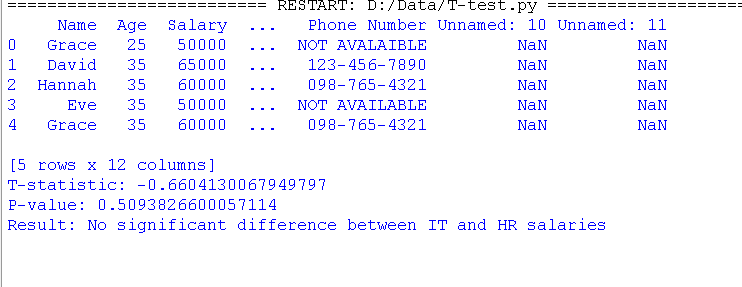 ========================== RESTART: D:/Data/T-test.py ====================
     Name  Age  Salary  ...   Phone Number Unnamed: 10 Unnamed: 11
0   Grace   25   50000  ...  NOT AVALAIBLE         NaN         NaN
1   David   35   65000  ...   123-456-7890         NaN         NaN
2  Hannah   35   60000  ...   098-765-4321         NaN         NaN
3     Eve   35   50000  ...  NOT AVAILABLE         NaN         NaN
4   Grace   35   60000  ...   098-765-4321         NaN         NaN
[5 rows x 12 columns]
T-statistic: -0.6604130067949797
P-value: 0.5093826600057114
Result: No significant difference between IT and HR salaries